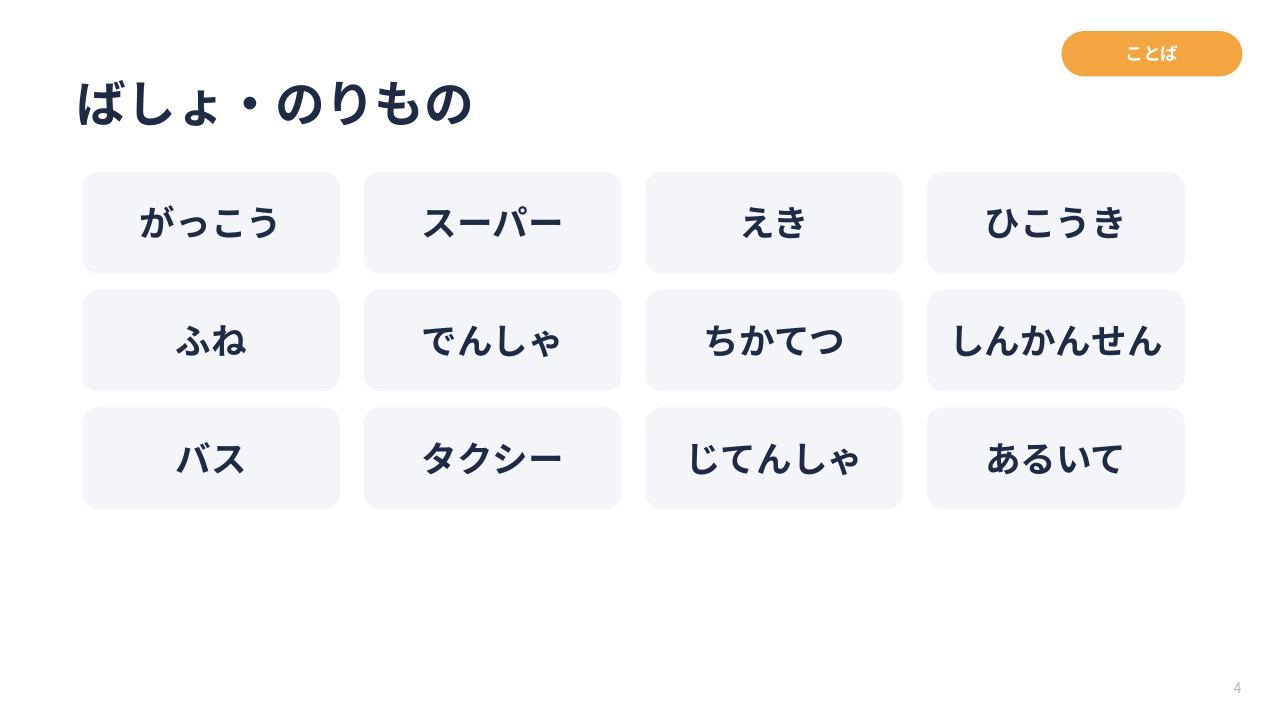 ことば
ばしょ・のりもの
がっこう
スーパー
えき
ひこうき
ふね
でんしゃ
ちかてつ
しんかんせん
バス
タクシー
じてんしゃ
あるいて
4